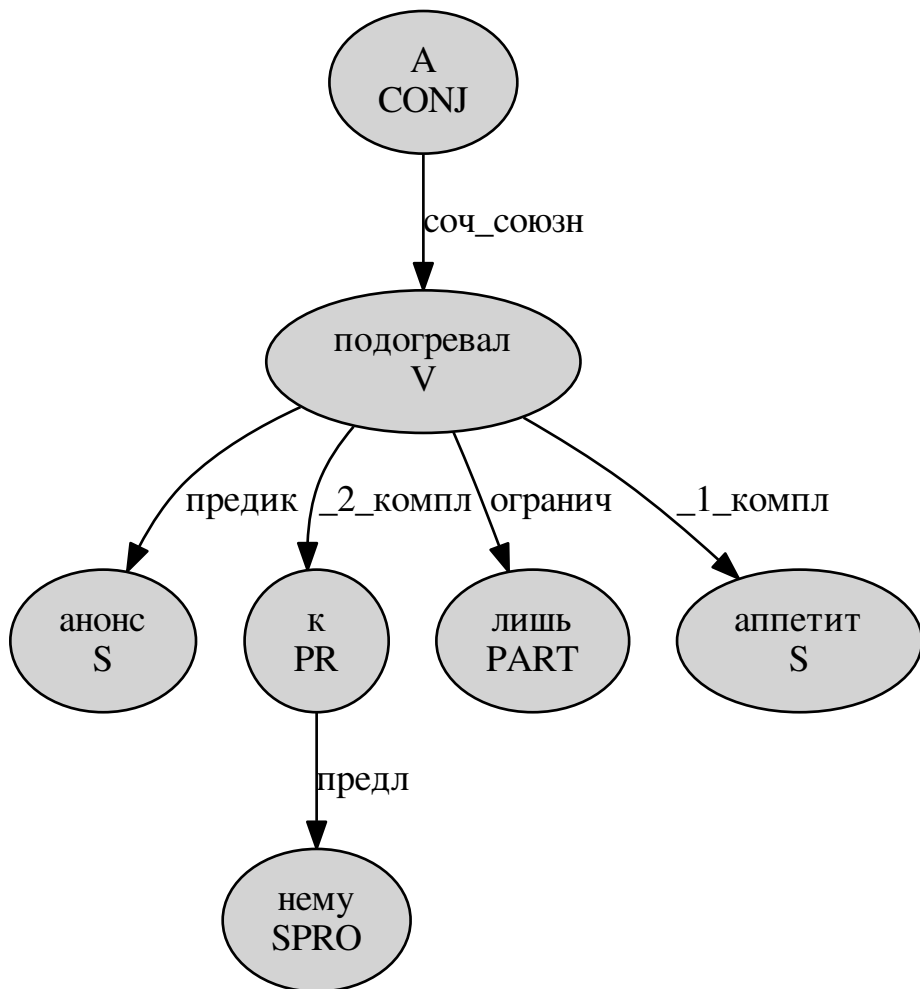 А
CONJ
соч_союзн
подогревал
V
предик
_2_компл
огранич
_1_компл
анонс
S
к
PR
лишь
PART
аппетит
S
предл
нему
SPRO